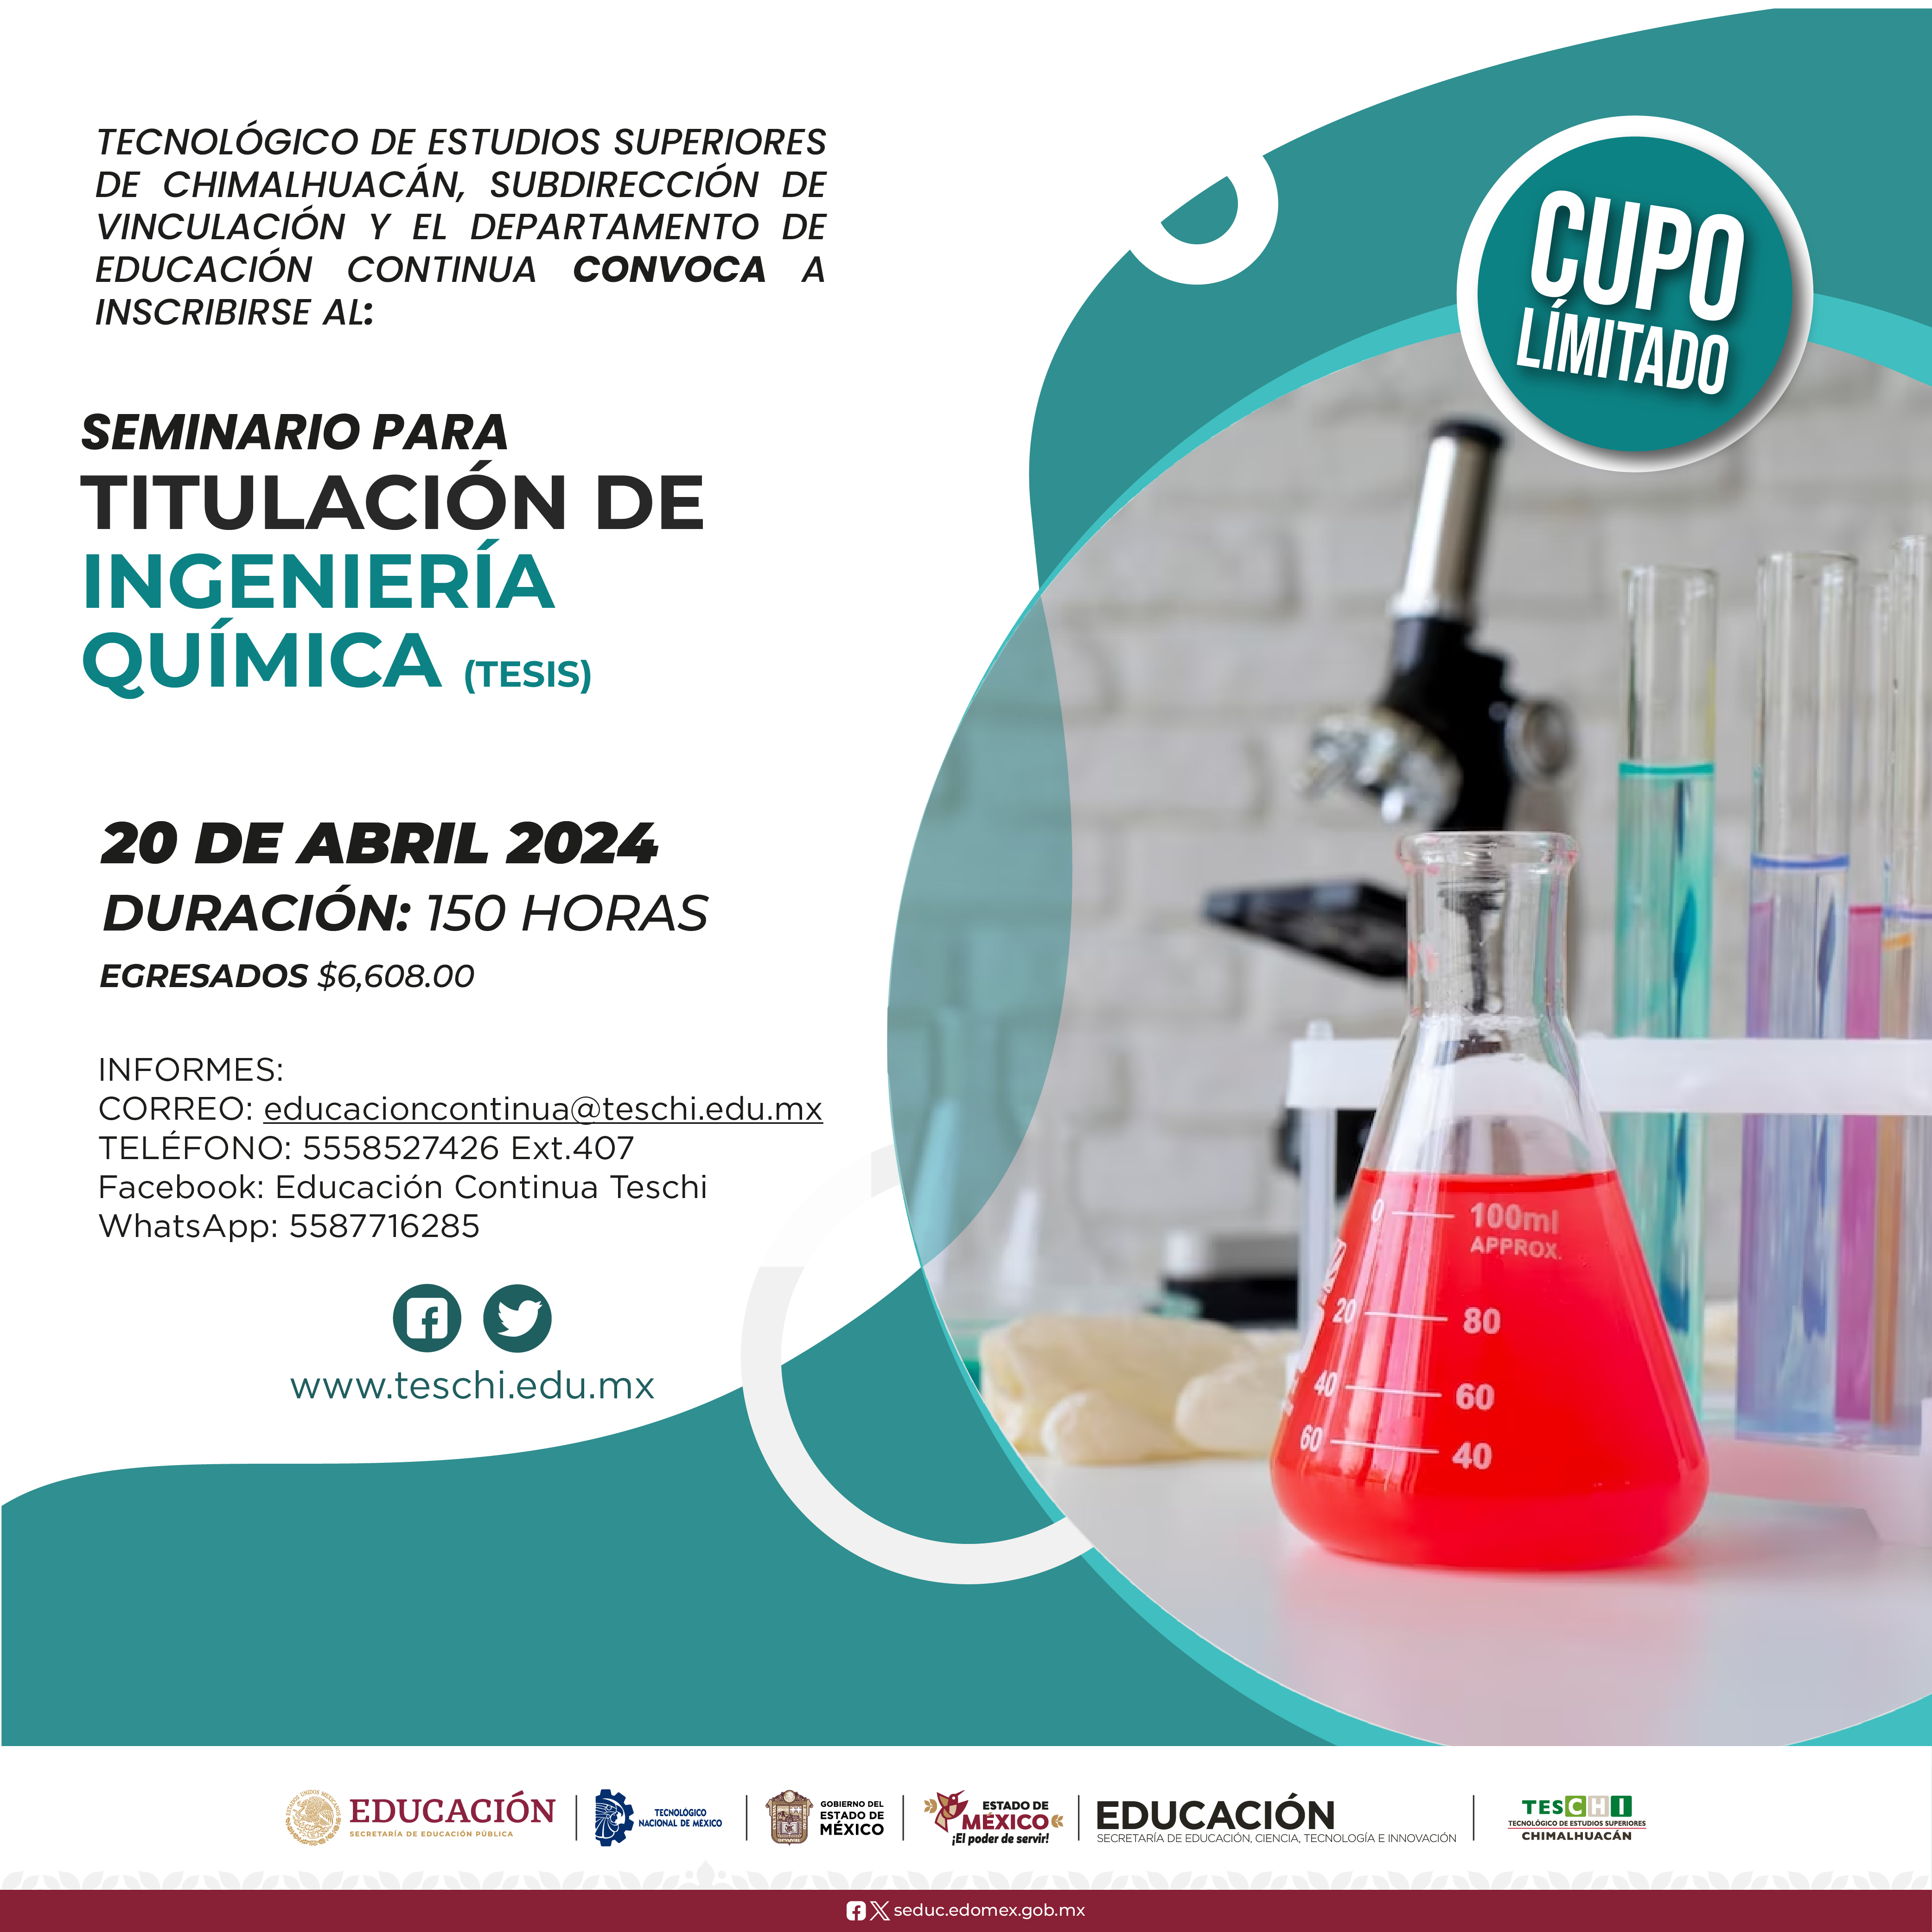 TECNOLÓGICO DE ESTUDIOS SUPERIORES
DE CHIMALHUACÁN, SUBDIRECCIÓN DE
VINCULACIÓN Y EL DEPARTAMENTO DE
EDUCACIÓN CONTINUA CONVOCA A
INSCRIBIRSE AL:
CUPO
LÍMITADO
SEMINARIO PARA
TITULACIÓN DE
INGENIERÍA
QUÍMICA (TESIS)
20 DE ABRIL 2024
DURACIÓN: 150 HORAS
EGRESADOS $6,608.00
INFORMES:
CORREO: educacioncontinua@teschi.edu.mx
TELÉFONO: 5558527426 Ext.407
Facebook: Educación Continua Teschi
WhatsApp: 5587716285
www.teschi.edu.mx
0 100ml
APPROX.
20 80
40 60
60 40
EDUCACIÓN
SECRETARÍA DE EDUCACIÓN PÚBLICA
TECNOLÓGICO
NACIONAL DE MÉXICO
GOBIERNO DEL
ESTADO DE
MÉXICO
ESTADO DE
MÉXICO
¡El poder de servir!
EDUCACIÓN
SECRETARÍA DE EDUCACIÓN, CIENCIA, TECNOLOGÍA E INNOVACIÓN
TESCHI
TECNOLÓGICO DE ESTUDIOS SUPERIORES
CHIMALHUACÁN
seduc.edomex.gob.mx